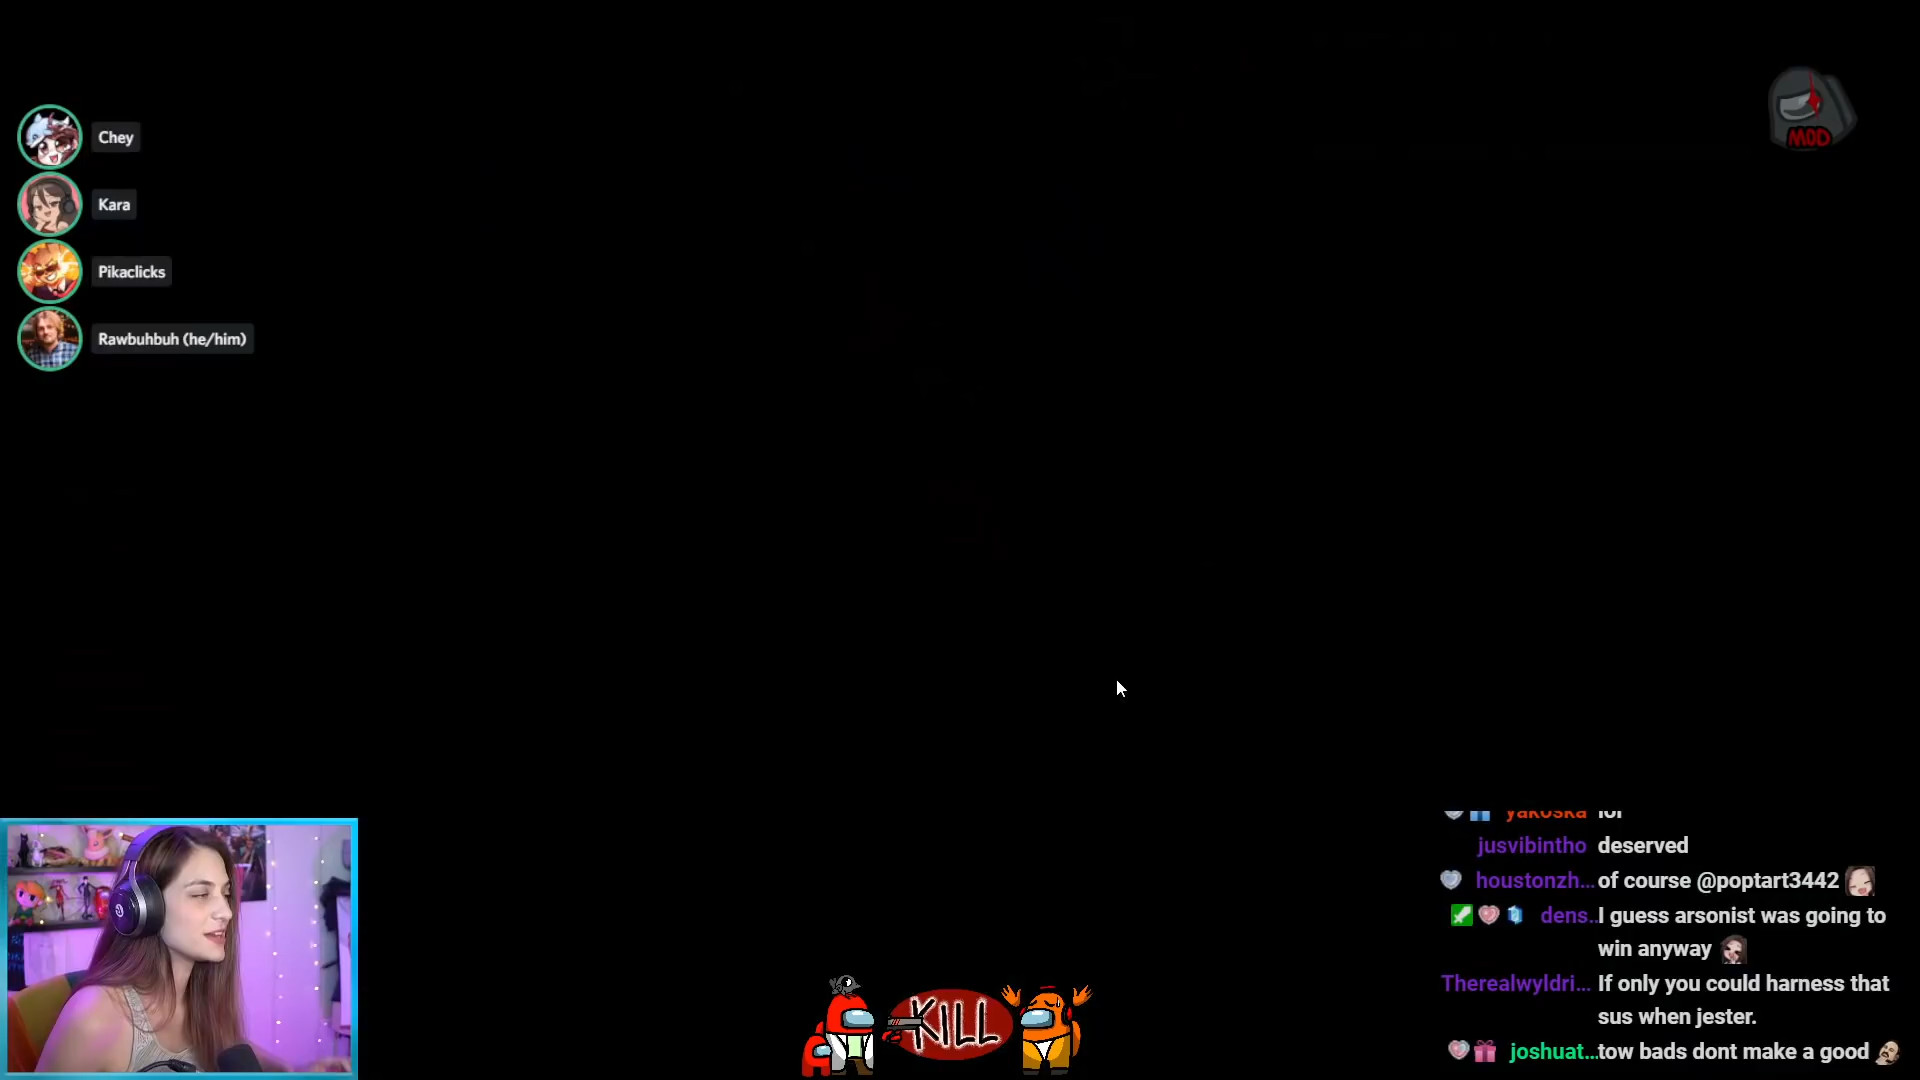 Chey
MOD
Kara
Pikaclicks
Rawbuhbuh (he/him)
yakoska lol
jusvibintho deserved
houstonzh... of course @poptart3442
dens.. I guess arsonist was going to
win anyway
Therealwyldri... If only you could harness that
sus when jester.
joshuat... tow bads dont make a good
KILL